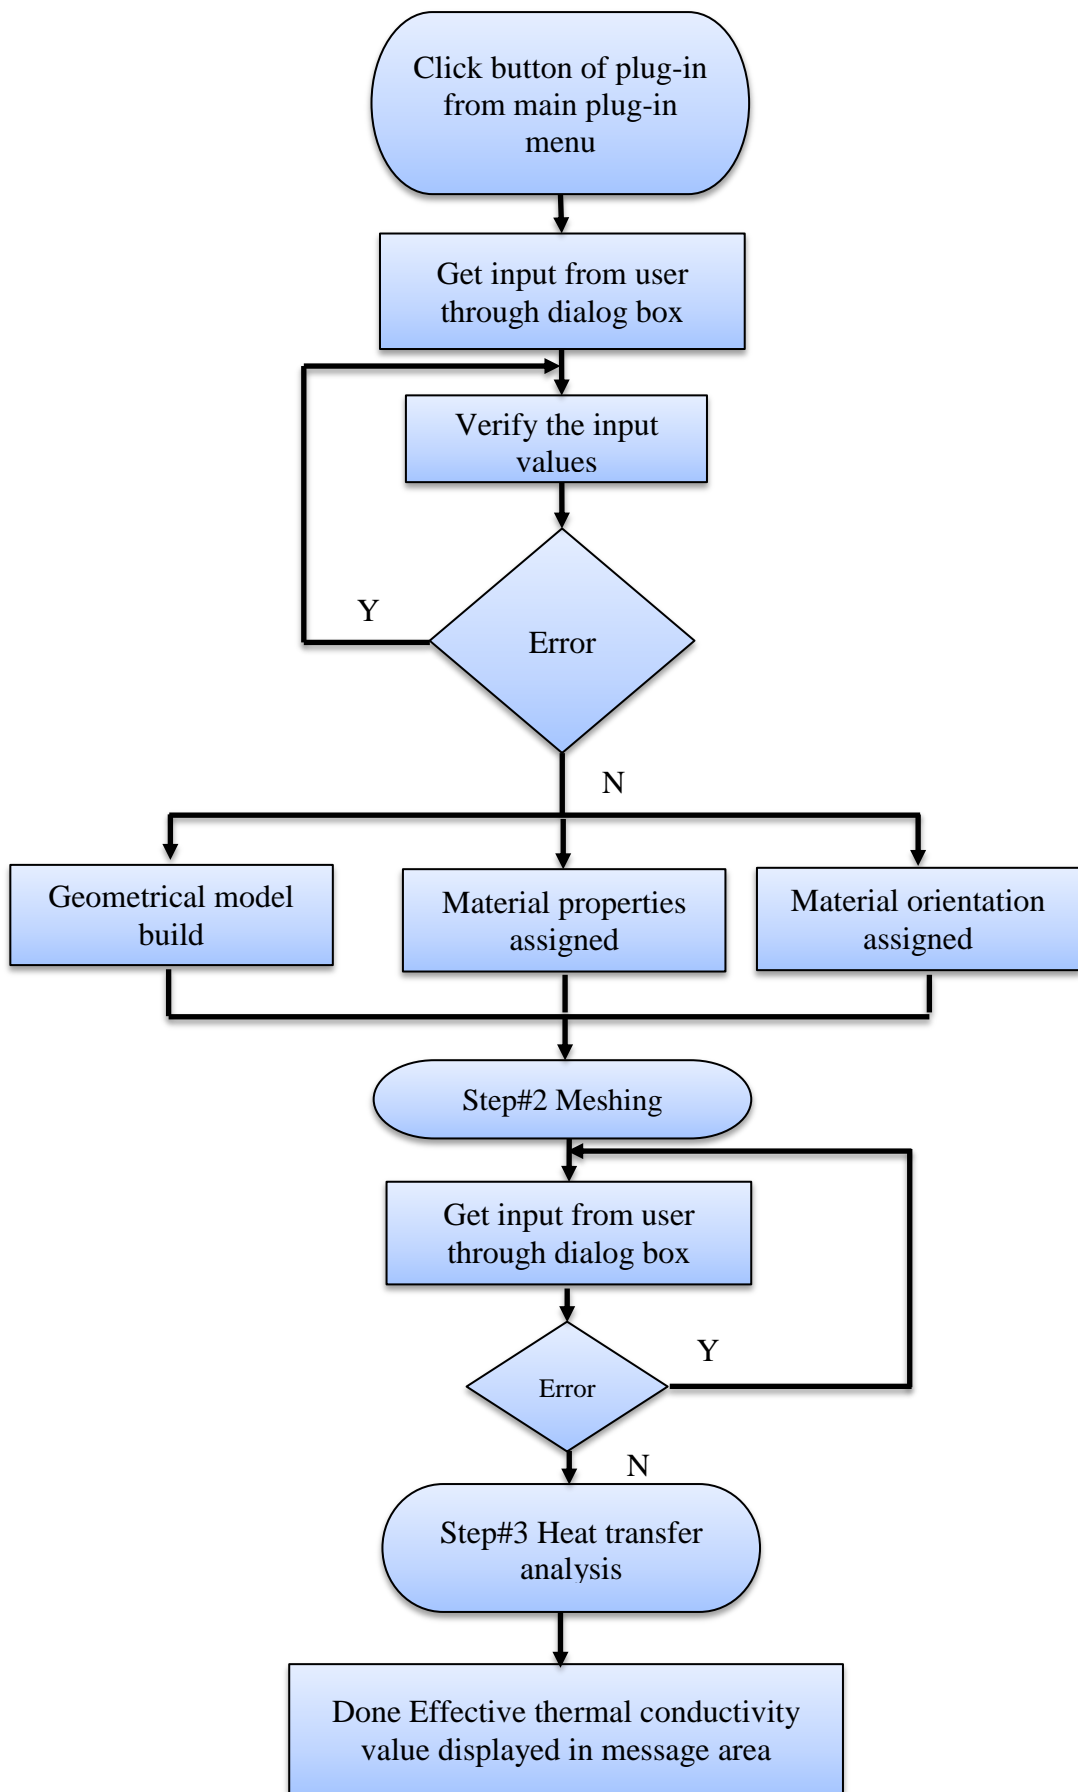 Click button of plug-in
from main plug-in
menu
Get input from user
through dialog box
Verify the input
values
Y
Error
N
Geometrical model
build
Material properties
assigned
Material orientation
assigned
Step#2 Meshing
Get input from user
through dialog box
Y
Error
N
Step#3 Heat transfer
analysis
Done Effective thermal conductivity
value displayed in message area